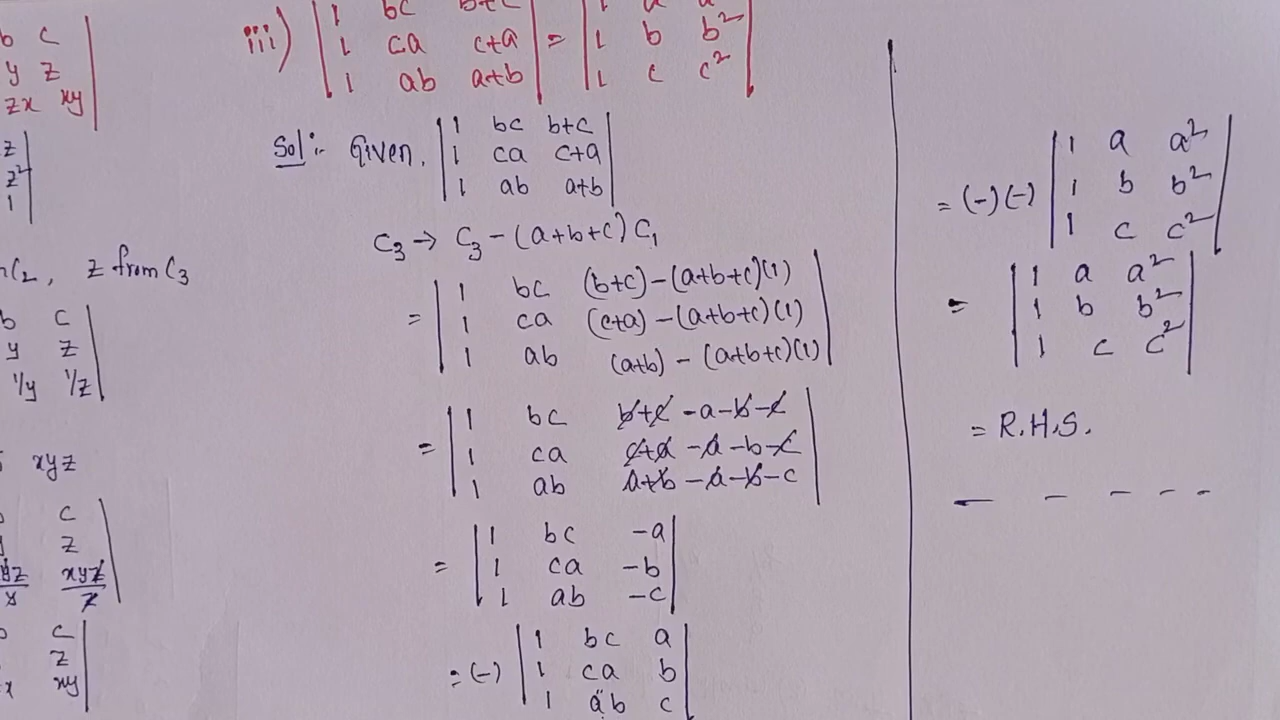 b c
y z
zx xy
z
z²
1
C₂, z from C₃
b c
y z
1/y 1/z
xyz
c
z
yz/x xyz/z
c
z
x xy
iii) | 1 bc b+c | = | 1 a a² |
| 1 ca c+a | = | 1 b b² |
| 1 ab a+b | | 1 c c² |
Sol:- Given. | 1 bc b+c |
| 1 ca c+a |
| 1 ab a+b |
C₃ → C₃ - (a+b+c) C₁
= | 1 bc (b+c)-(a+b+c)(1) |
| 1 ca (c+a)-(a+b+c)(1) |
| 1 ab (a+b)-(a+b+c)(1) |
= | 1 bc b+c -a-b-c |
| 1 ca c+a -a-b-c |
| 1 ab a+b -a-b-c |
= | 1 bc -a |
| 1 ca -b |
| 1 ab -c |
= (-) | 1 bc a |
| 1 ca b |
| 1 ab c |
= (-)(-) | 1 a a² |
| 1 b b² |
| 1 c c² |
= | 1 a a² |
| 1 b b² |
| 1 c c² |
= R.H.S.